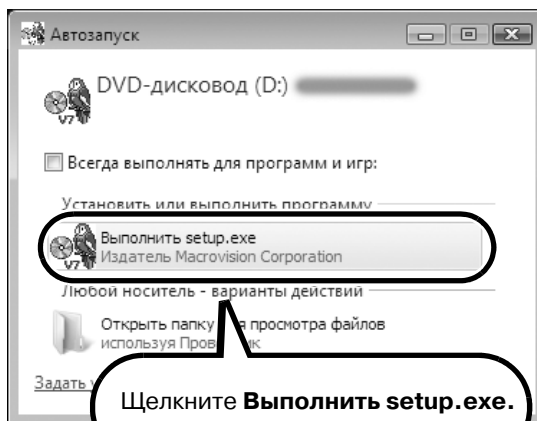 Автозапуск
DVD-дисковод (D:)
V7
Всегда выполнять для программ и игр:
Установить или выполнить программу
Выполнить setup.exe
V7
Издатель Macrovision Corporation
Любой носитель - варианты действий
Открыть папку просмотра файлов
используя
Задать
Щелкните Выполнить setup.exe.